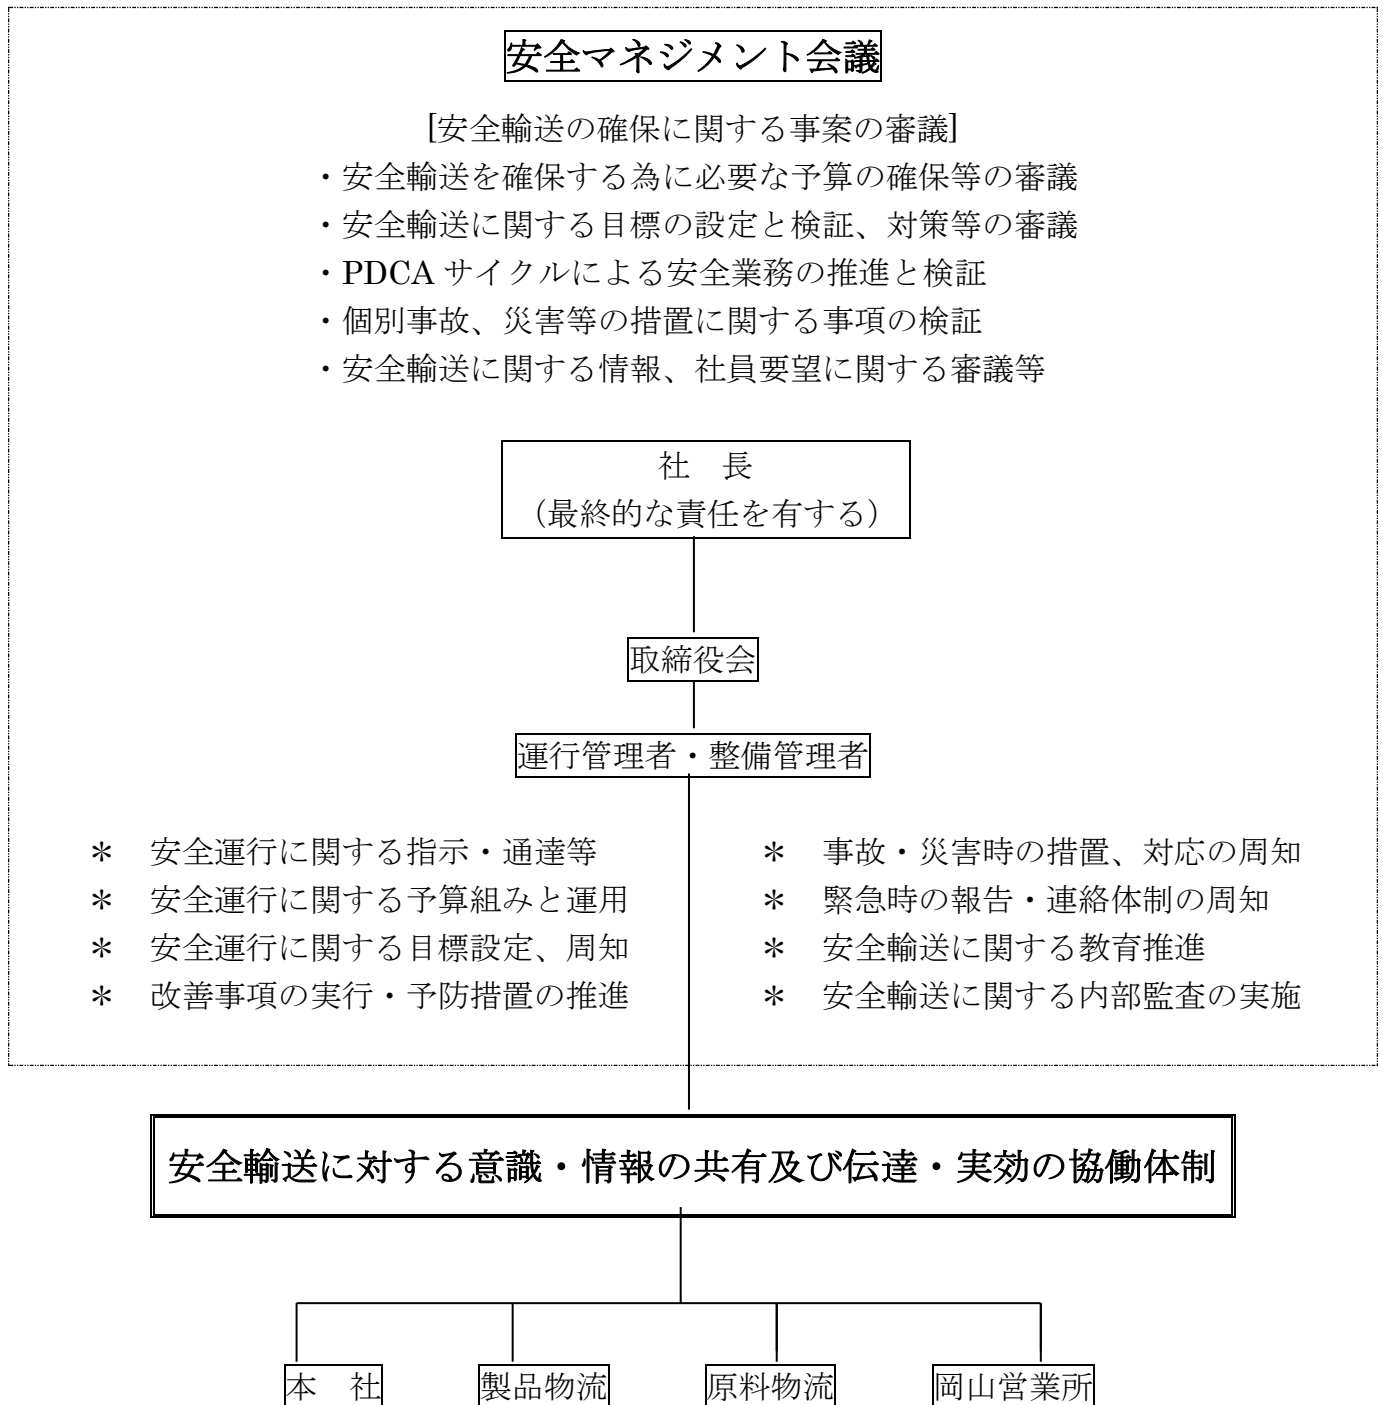 安全マネジメント会議
[安全輸送の確保に関する事案の審議]
・安全輸送を確保する為に必要な予算の確保等の審議
・安全輸送に関する目標の設定と検証、対策等の審議
・PDCA サイクルによる安全業務の推進と検証
・個別事故、災害等の措置に関する事項の検証
・安全輸送に関する情報、社員要望に関する審議等
社　長
（最終的な責任を有する）
取締役会
運行管理者・整備管理者
＊　安全運行に関する指示・通達等
＊　安全運行に関する予算組みと運用
＊　安全運行に関する目標設定、周知
＊　改善事項の実行・予防措置の推進
＊　事故・災害時の措置、対応の周知
＊　緊急時の報告・連絡体制の周知
＊　安全輸送に関する教育推進
＊　安全輸送に関する内部監査の実施
安全輸送に対する意識・情報の共有及び伝達・実効の協働体制
本　社
製品物流
原料物流
岡山営業所